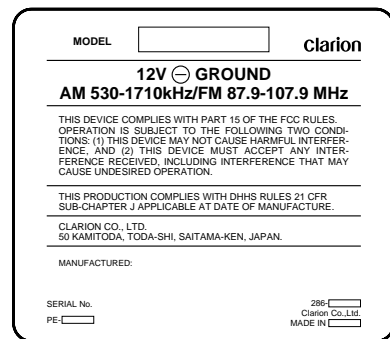 MODEL clarion
12V ⊖ GROUND
AM 530-1710kHz/FM 87.9-107.9 MHz
THIS DEVICE COMPLIES WITH PART 15 OF THE FCC RULES.
OPERATION IS SUBJECT TO THE FOLLOWING TWO CONDI-
TIONS: (1) THIS DEVICE MAY NOT CAUSE HARMFUL INTERFER-
ENCE, AND (2) THIS DEVICE MUST ACCEPT ANY INTER-
FERENCE RECEIVED, INCLUDING INTERFERENCE THAT MAY
CAUSE UNDESIRED OPERATION.
THIS PRODUCTION COMPLIES WITH DHHS RULES 21 CFR
SUB-CHAPTER J APPLICABLE AT DATE OF MANUFACTURE.
CLARION CO., LTD.
50 KAMITODA, TODA-SHI, SAITAMA-KEN, JAPAN.
MANUFACTURED:
SERIAL No. 286-
Clarion Co.,Ltd.
PE- MADE IN